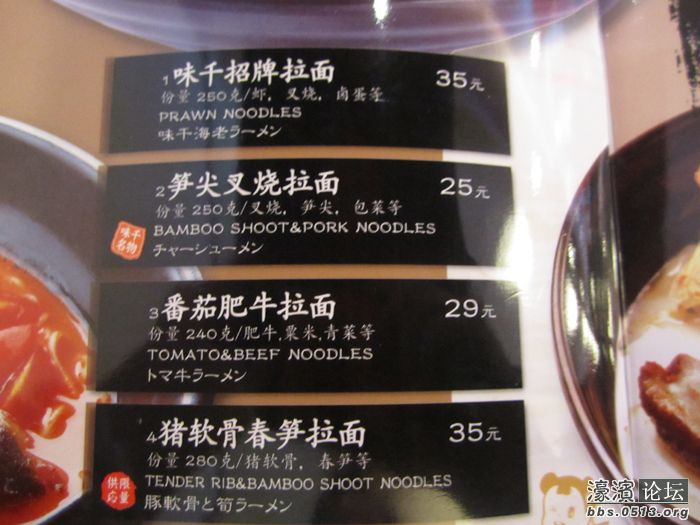 1 味千招牌拉面 35元
份量 250克/虾, 叉烧, 卤蛋等
PRAWN NOODLES
味千海老ラーメン
2 笋尖叉烧拉面 25元
份量 250克/叉烧, 笋尖, 包菜等
BAMBOO SHOOT&PORK NOODLES
チャーシューメン
味千
名物
3 番茄肥牛拉面 29元
份量 240克/肥牛,粟米,青菜等
TOMATO&BEEF NOODLES
トマ牛ラーメン
4 猪软骨春笋拉面 35元
份量 280克/猪软骨, 春笋等
TENDER RIB&BAMBOO SHOOT NOODLES
豚軟骨と筍ラーメン
限量
供应
濠滨 论坛
bbs.0513.org